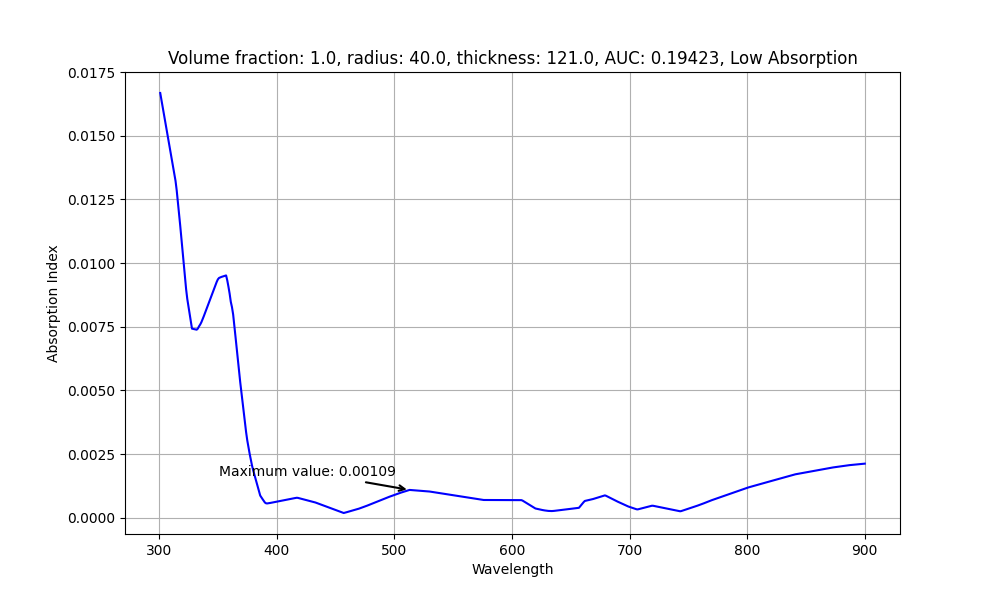 Volume fraction: 1.0, radius: 40.0, thickness: 121.0, AUC: 0.19423, Low Absorption
0.0175
0.0150
0.0125
0.0100
0.0075
0.0050
0.0025
0.0000
Absorption Index
Maximum value: 0.00109
300 400 500 600 700 800 900
Wavelength